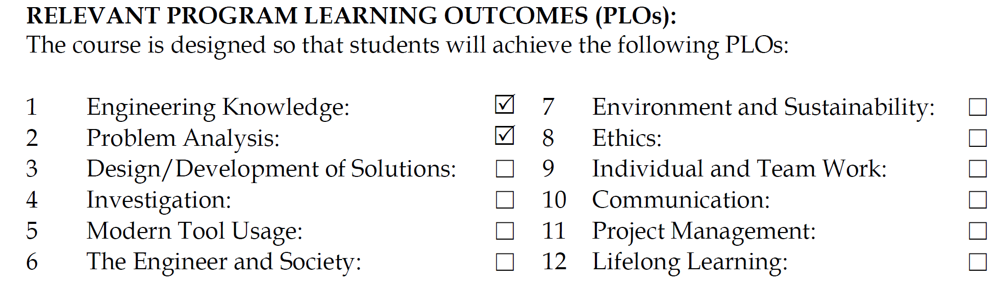 RELEVANT PROGRAM LEARNING OUTCOMES (PLOs):
The course is designed so that students will achieve the following PLOs:
1 Engineering Knowledge: ☑ 7 Environment and Sustainability: ☐
2 Problem Analysis: ☑ 8 Ethics: ☐
3 Design/Development of Solutions: ☐ 9 Individual and Team Work: ☐
4 Investigation: ☐ 10 Communication: ☐
5 Modern Tool Usage: ☐ 11 Project Management: ☐
6 The Engineer and Society: ☐ 12 Lifelong Learning: ☐